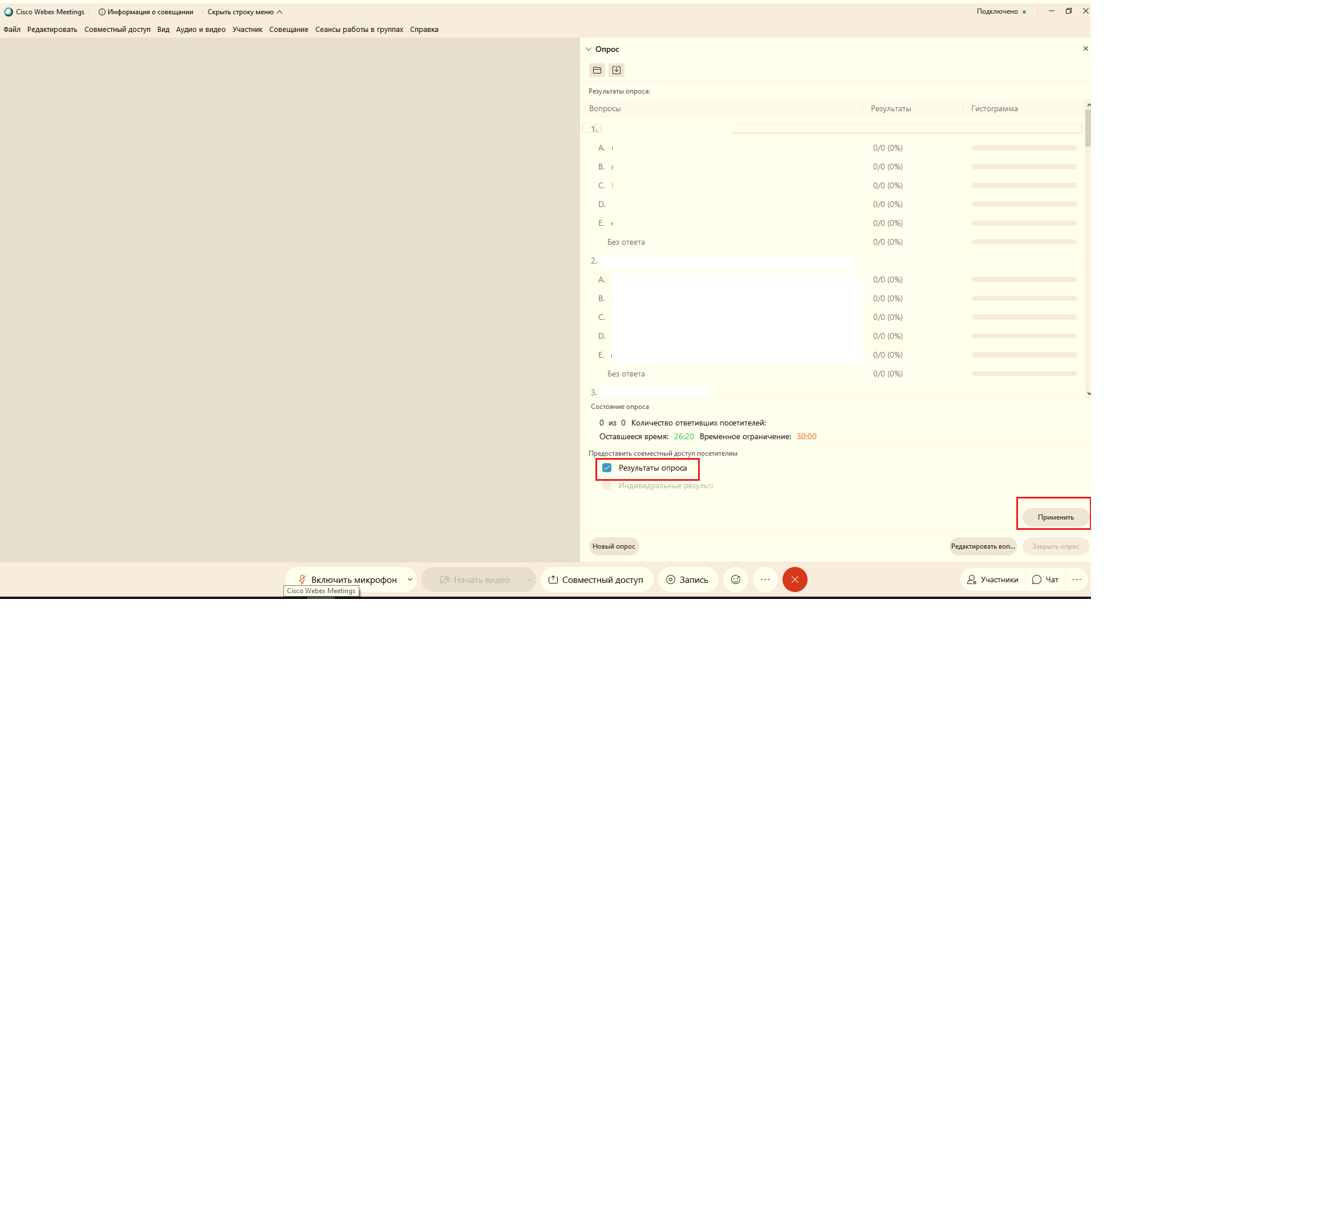 Cisco Webex Meetings Информация о совещании Скрыть строку меню Подключено
Файл Редактировать Совместный доступ Вид Аудио и видео Участник Совещание Сеансы работы в группах Справка
Опрос
Результаты опроса:
Вопросы Результаты Гистограмма
1.
A. 0/0 (0%)
B. 0/0 (0%)
C. 0/0 (0%)
D. 0/0 (0%)
E. 0/0 (0%)
Без ответа 0/0 (0%)
2.
A. 0/0 (0%)
B. 0/0 (0%)
C. 0/0 (0%)
D. 0/0 (0%)
E. 0/0 (0%)
Без ответа 0/0 (0%)
3.
Состояние опроса
0 из 0 Количество ответивших посетителей:
Оставшееся время: 26:20 Временное ограничение: 30:00
Предоставить совместный доступ посетителям
Результаты опроса
Индивидуальные результа
Применить
Новый опрос Редактировать воп... Закрыть опрос
Включить микрофон Начать видео Совместный доступ Запись Участники Чат
Cisco Webex Meetings